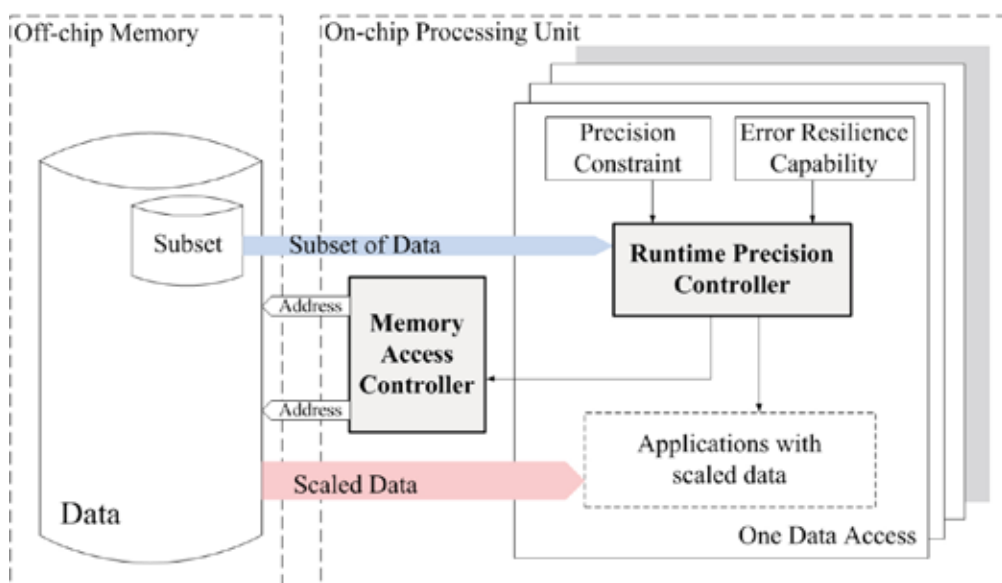 Off-chip Memory
On-chip Processing Unit
Precision
Constraint
Error Resilience
Capability
Subset
Subset of Data
Runtime Precision
Controller
Address
Memory
Access
Controller
Address
Applications with
scaled data
Scaled Data
Data
One Data Access